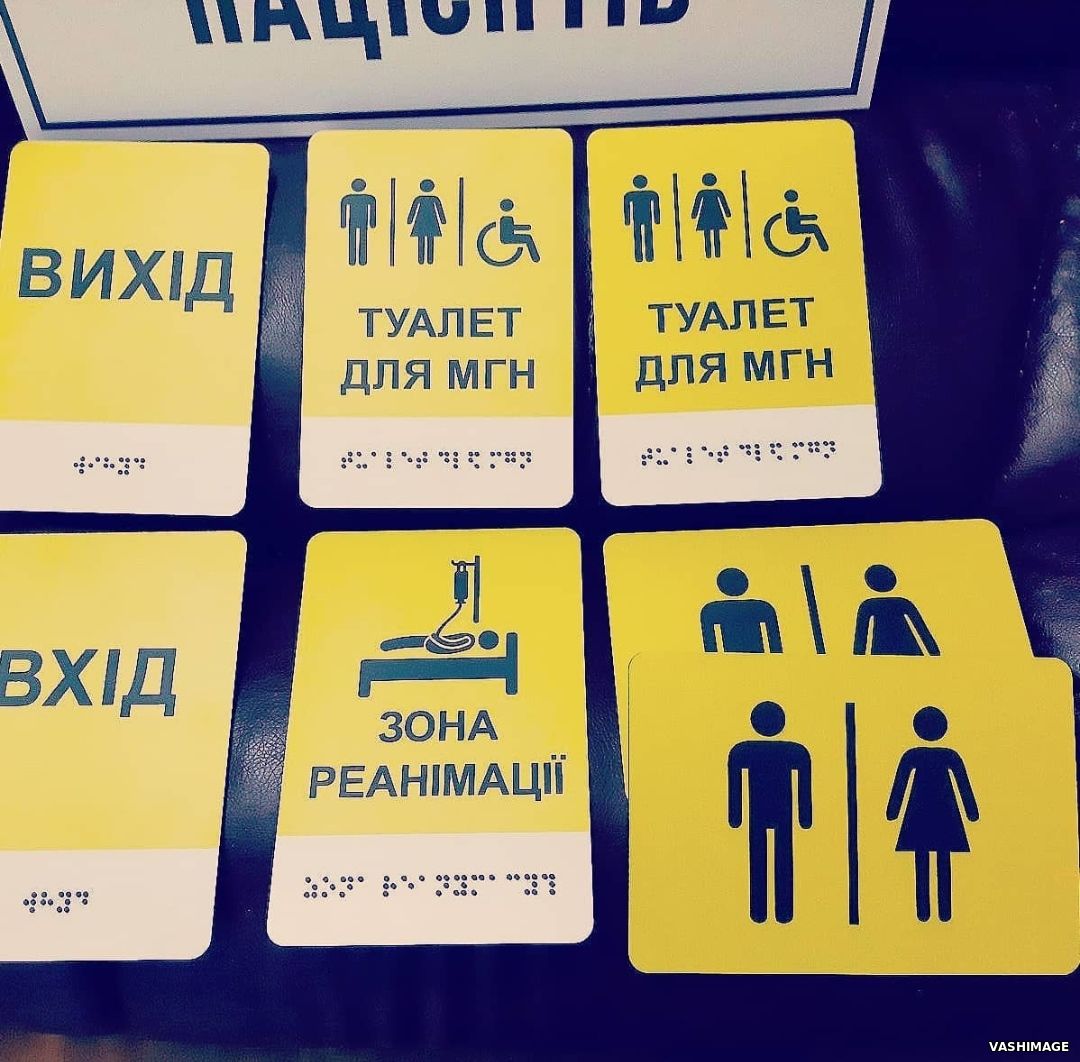 ПАЦІЄНТІВ
ВИХІД
ТУАЛЕТ
ДЛЯ МГН
ТУАЛЕТ
ДЛЯ МГН
ВХІД
ЗОНА
РЕАНІМАЦІЇ
VASHIMAGE